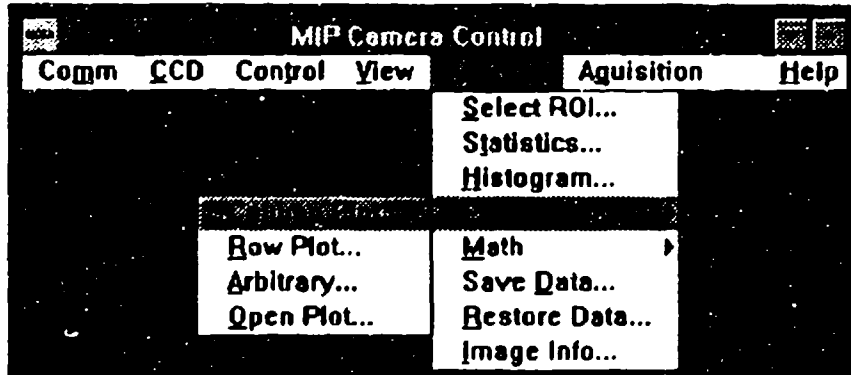 MIP Camera Control
Comm CCD Control View Aquisition Help
Select ROI...
Statistics...
Histogram...
Row Plot... Math
Arbitrary... Save Data...
Open Plot... Restore Data...
Image Info...